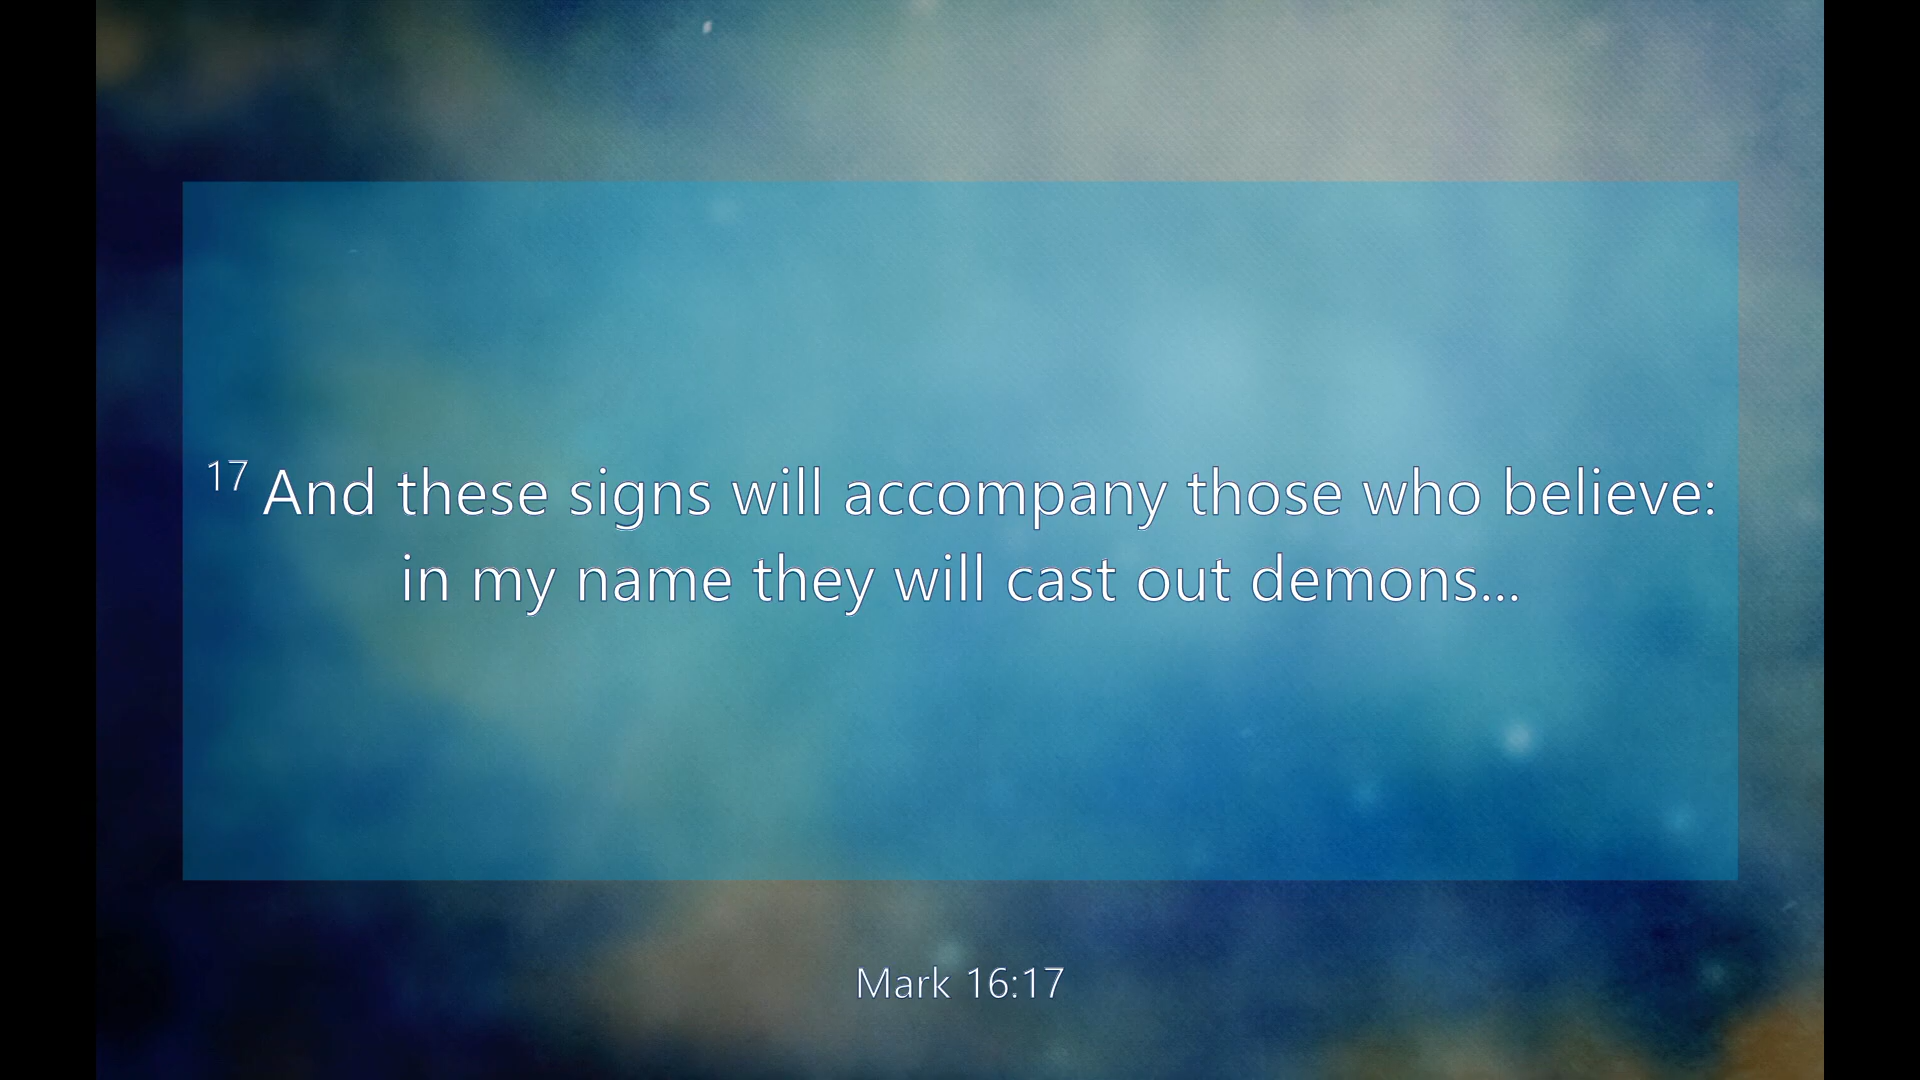 17 And these signs will accompany those who believe:
in my name they will cast out demons...
Mark 16:17